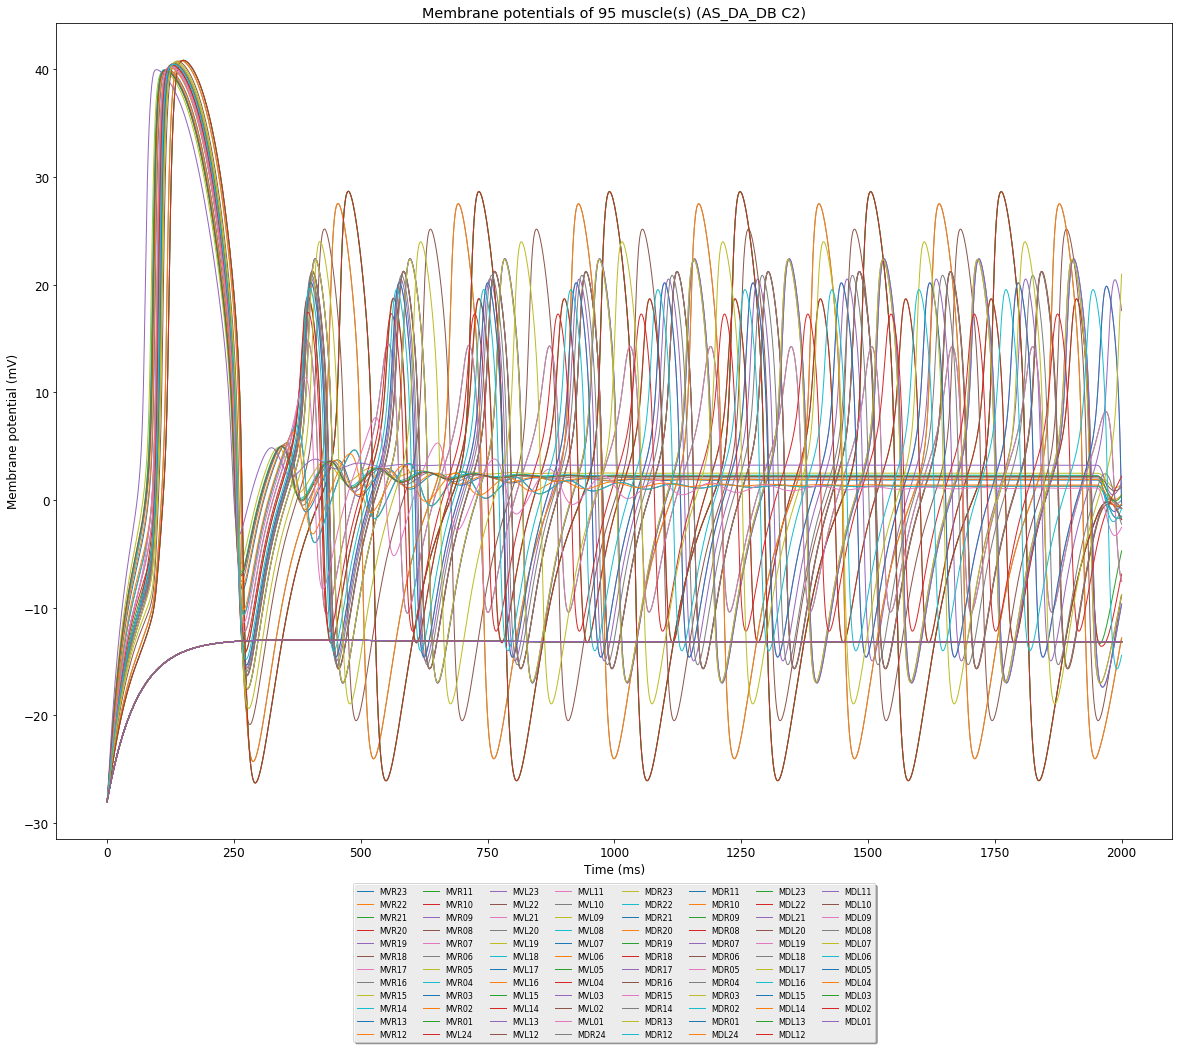 Membrane potentials of 95 muscle(s) (AS_DA_DB C2)
Membrane potential (mV)
40
30
20
10
0
−10
−20
−30
0 250 500 750 1000 1250 1500 1750 2000
Time (ms)
MVR23 MVR11 MVL23 MVL11 MDR23 MDR11 MDL23 MDL11
MVR22 MVR10 MVL22 MVL10 MDR22 MDR10 MDL22 MDL10
MVR21 MVR09 MVL21 MVL09 MDR21 MDR09 MDL21 MDL09
MVR20 MVR08 MVL20 MVL08 MDR20 MDR08 MDL20 MDL08
MVR19 MVR07 MVL19 MVL07 MDR19 MDR07 MDL19 MDL07
MVR18 MVR06 MVL18 MVL06 MDR18 MDR06 MDL18 MDL06
MVR17 MVR05 MVL17 MVL05 MDR17 MDR05 MDL17 MDL05
MVR16 MVR04 MVL16 MVL04 MDR16 MDR04 MDL16 MDL04
MVR15 MVR03 MVL15 MVL03 MDR15 MDR03 MDL15 MDL03
MVR14 MVR02 MVL14 MVL02 MDR14 MDR02 MDL14 MDL02
MVR13 MVR01 MVL13 MVL01 MDR13 MDR01 MDL13 MDL01
MVR12 MVL24 MVL12 MDR24 MDR12 MDL24 MDL12